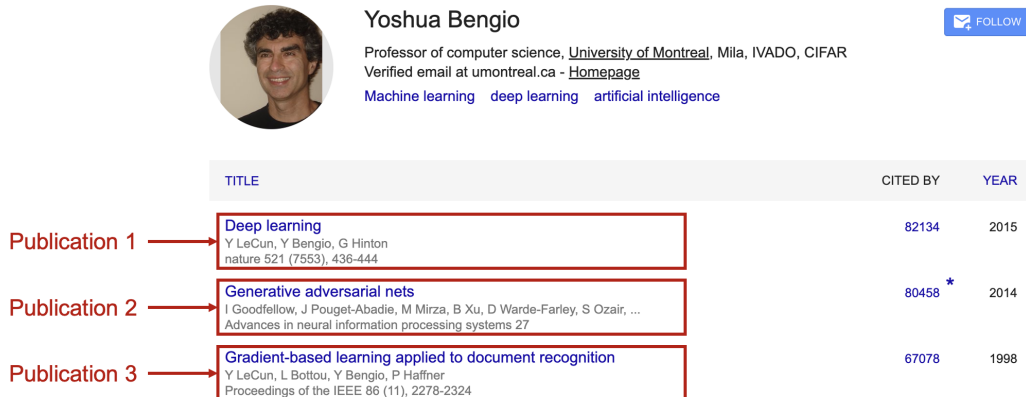 Yoshua Bengio
FOLLOW
Professor of computer science, University of Montreal, Mila, IVADO, CIFAR
Verified email at umontreal.ca - Homepage
Machine learning deep learning artificial intelligence
TITLE CITED BY YEAR
Publication 1
Deep learning 82134 2015
Y LeCun, Y Bengio, G Hinton
nature 521 (7553), 436-444
Publication 2
Generative adversarial nets 80458 * 2014
I Goodfellow, J Pouget-Abadie, M Mirza, B Xu, D Warde-Farley, S Ozair, ...
Advances in neural information processing systems 27
Publication 3
Gradient-based learning applied to document recognition 67078 1998
Y LeCun, L Bottou, Y Bengio, P Haffner
Proceedings of the IEEE 86 (11), 2278-2324